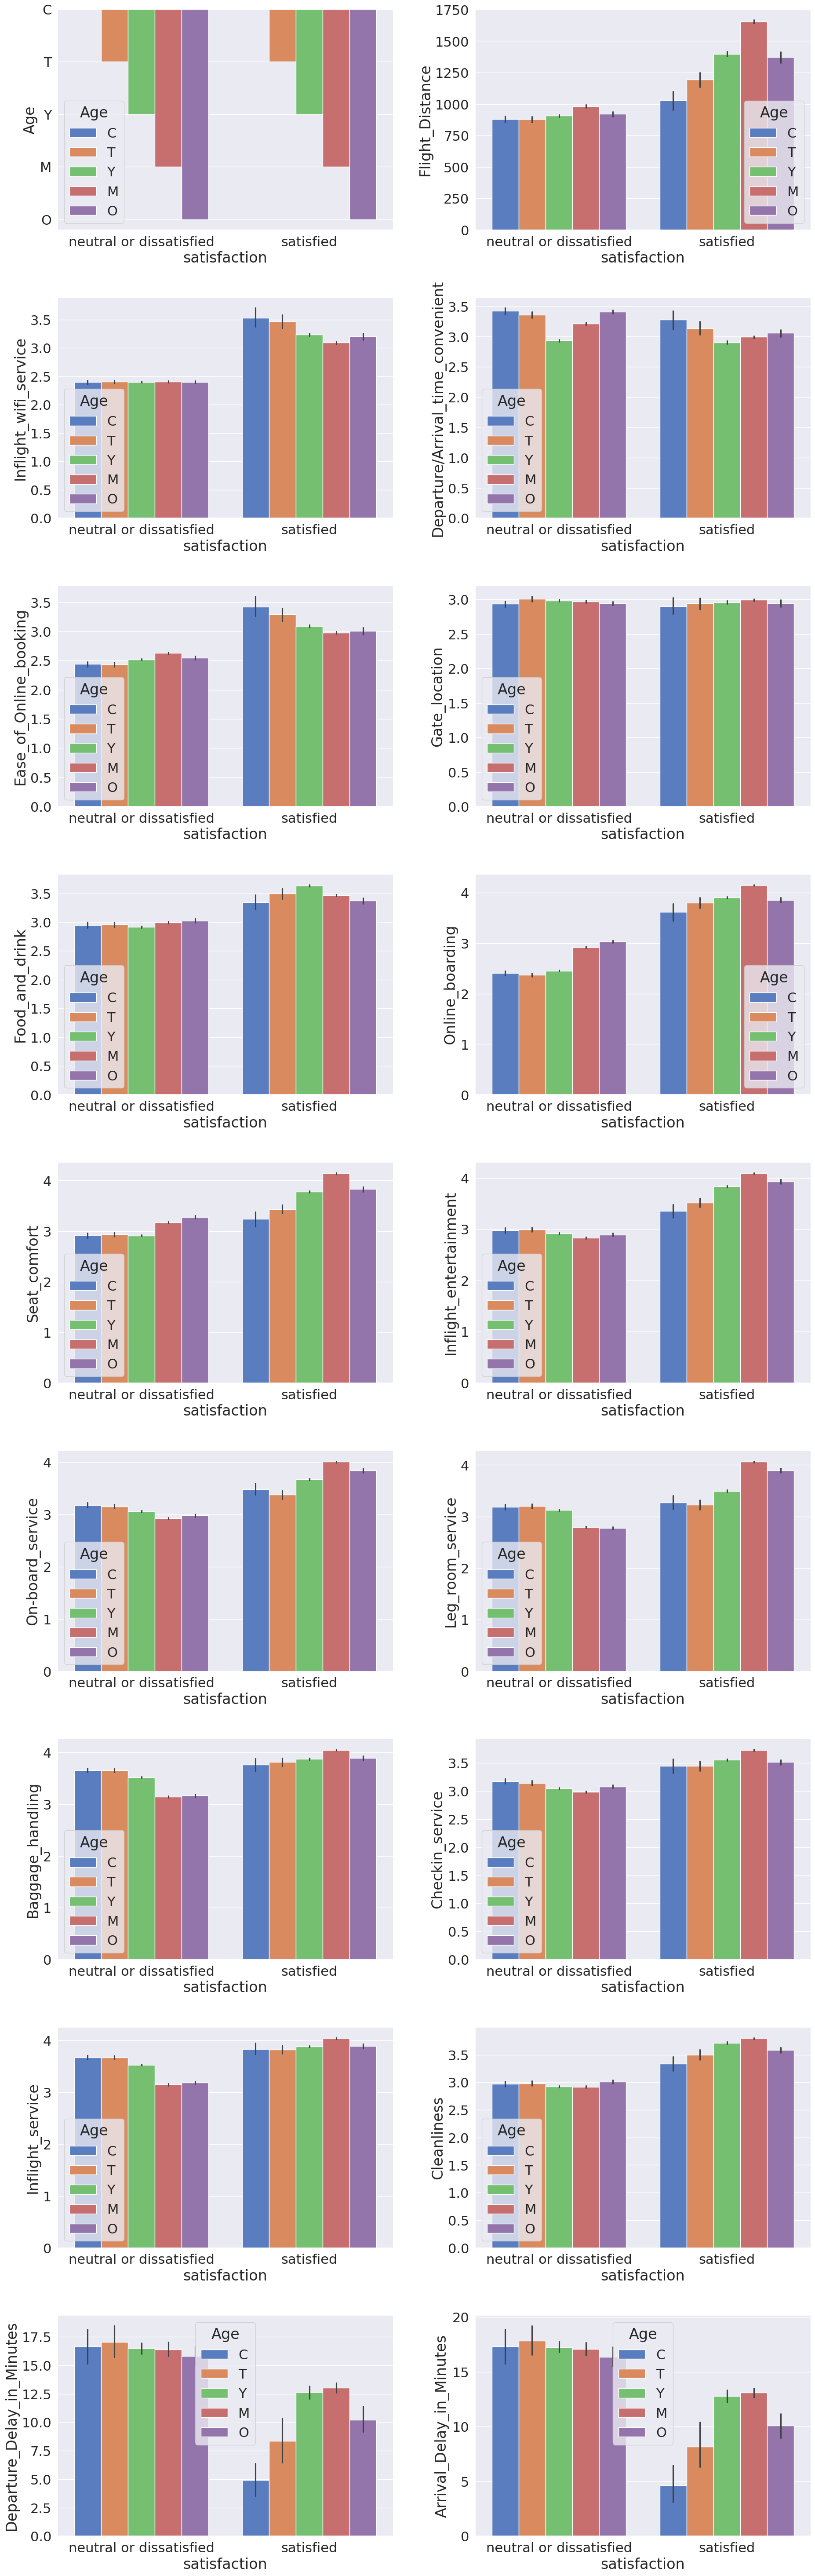 C
T
Y
M
O
Age
Age
C
T
Y
M
O
neutral or dissatisfied
satisfied
satisfaction
1750
1500
1250
1000
750
500
250
0
Flight_Distance
Age
C
T
Y
M
O
neutral or dissatisfied
satisfied
satisfaction
3.5
3.0
2.5
2.0
1.5
1.0
0.5
0.0
Inflight_wifi_service
Age
C
T
Y
M
O
neutral or dissatisfied
satisfied
satisfaction
3.5
3.0
2.5
2.0
1.5
1.0
0.5
0.0
Departure/Arrival_time_convenient
Age
C
T
Y
M
O
neutral or dissatisfied
satisfied
satisfaction
3.5
3.0
2.5
2.0
1.5
1.0
0.5
0.0
Ease_of_Online_booking
Age
C
T
Y
M
O
neutral or dissatisfied
satisfied
satisfaction
3.0
2.5
2.0
1.5
1.0
0.5
0.0
Gate_location
Age
C
T
Y
M
O
neutral or dissatisfied
satisfied
satisfaction
3.5
3.0
2.5
2.0
1.5
1.0
0.5
0.0
Food_and_drink
Age
C
T
Y
M
O
neutral or dissatisfied
satisfied
satisfaction
4
3
2
1
0
Online_boarding
Age
C
T
Y
M
O
neutral or dissatisfied
satisfied
satisfaction
4
3
2
1
0
Seat_comfort
Age
C
T
Y
M
O
neutral or dissatisfied
satisfied
satisfaction
4
3
2
1
0
Inflight_entertainment
Age
C
T
Y
M
O
neutral or dissatisfied
satisfied
satisfaction
4
3
2
1
0
On-board_service
Age
C
T
Y
M
O
neutral or dissatisfied
satisfied
satisfaction
4
3
2
1
0
Leg_room_service
Age
C
T
Y
M
O
neutral or dissatisfied
satisfied
satisfaction
4
3
2
1
0
Baggage_handling
Age
C
T
Y
M
O
neutral or dissatisfied
satisfied
satisfaction
3.5
3.0
2.5
2.0
1.5
1.0
0.5
0.0
Checkin_service
Age
C
T
Y
M
O
neutral or dissatisfied
satisfied
satisfaction
4
3
2
1
0
Inflight_service
Age
C
T
Y
M
O
neutral or dissatisfied
satisfied
satisfaction
3.5
3.0
2.5
2.0
1.5
1.0
0.5
0.0
Cleanliness
Age
C
T
Y
M
O
neutral or dissatisfied
satisfied
satisfaction
17.5
15.0
12.5
10.0
7.5
5.0
2.5
0.0
Departure_Delay_in_Minutes
Age
C
T
Y
M
O
neutral or dissatisfied
satisfied
satisfaction
20
15
10
5
0
Arrival_Delay_in_Minutes
Age
C
T
Y
M
O
neutral or dissatisfied
satisfied
satisfaction